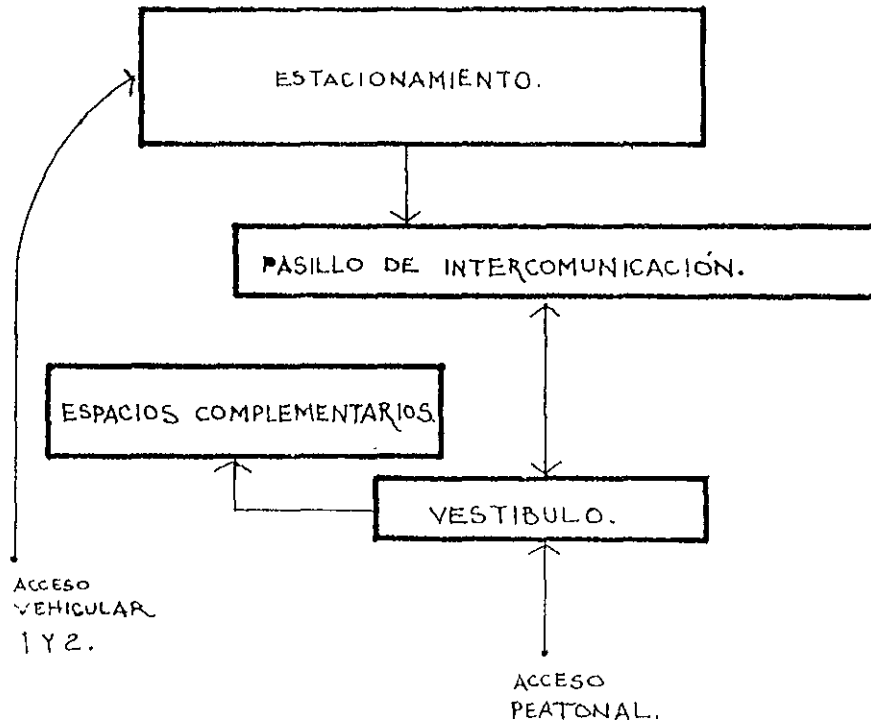 ESTACIONAMIENTO.
PASILLO DE INTERCOMUNICACIÓN.
ESPACIOS COMPLEMENTARIOS.
VESTIBULO.
ACCESO
VEHICULAR
1 Y 2.
ACCESO
PEATONAL.